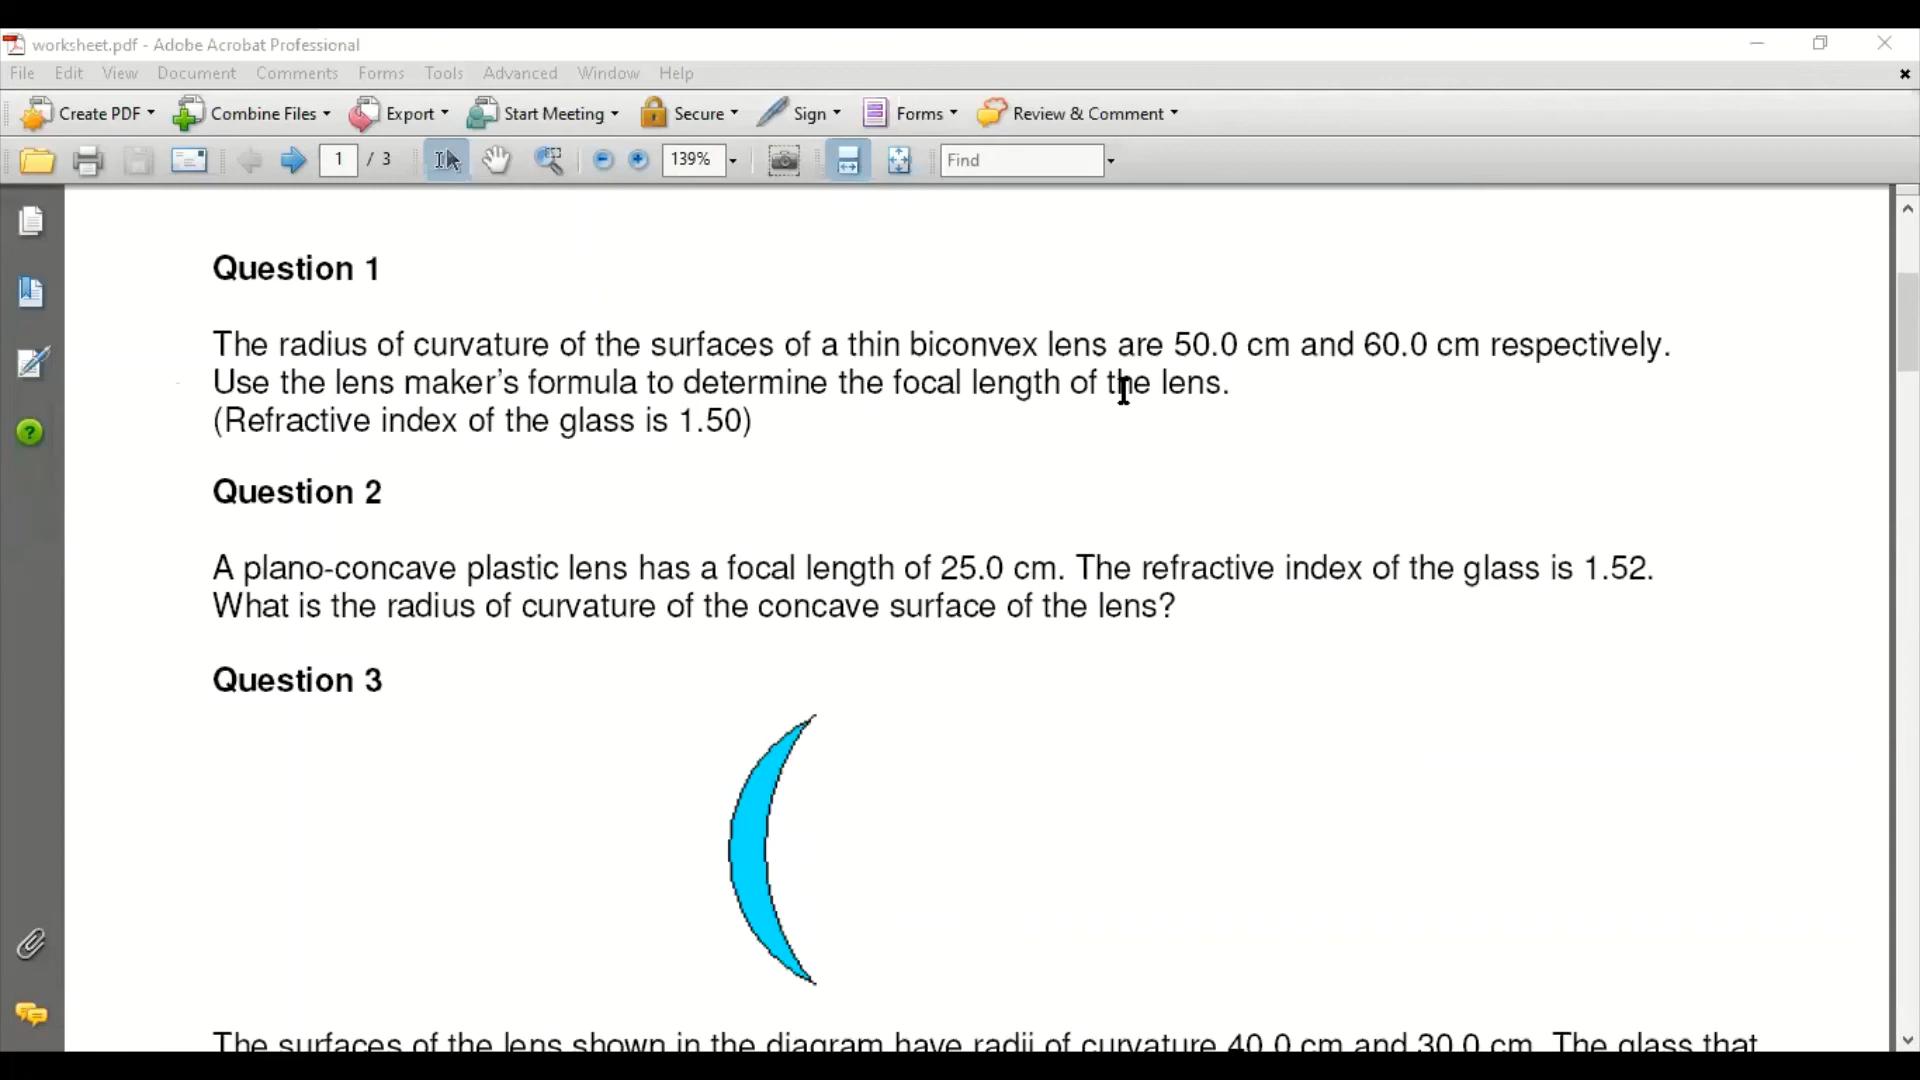 worksheet.pdf - Adobe Acrobat Professional
File Edit View Document Comments Forms Tools Advanced Window Help
Create PDF Combine Files Export Start Meeting Secure Sign Forms Review & Comment
1 / 3 139% Find
Question 1
The radius of curvature of the surfaces of a thin biconvex lens are 50.0 cm and 60.0 cm respectively.
Use the lens maker’s formula to determine the focal length of the lens.
(Refractive index of the glass is 1.50)
Question 2
A plano-concave plastic lens has a focal length of 25.0 cm. The refractive index of the glass is 1.52.
What is the radius of curvature of the concave surface of the lens?
Question 3
The surfaces of the lens shown in the diagram have radii of curvature 40.0 cm and 30.0 cm. The glass that